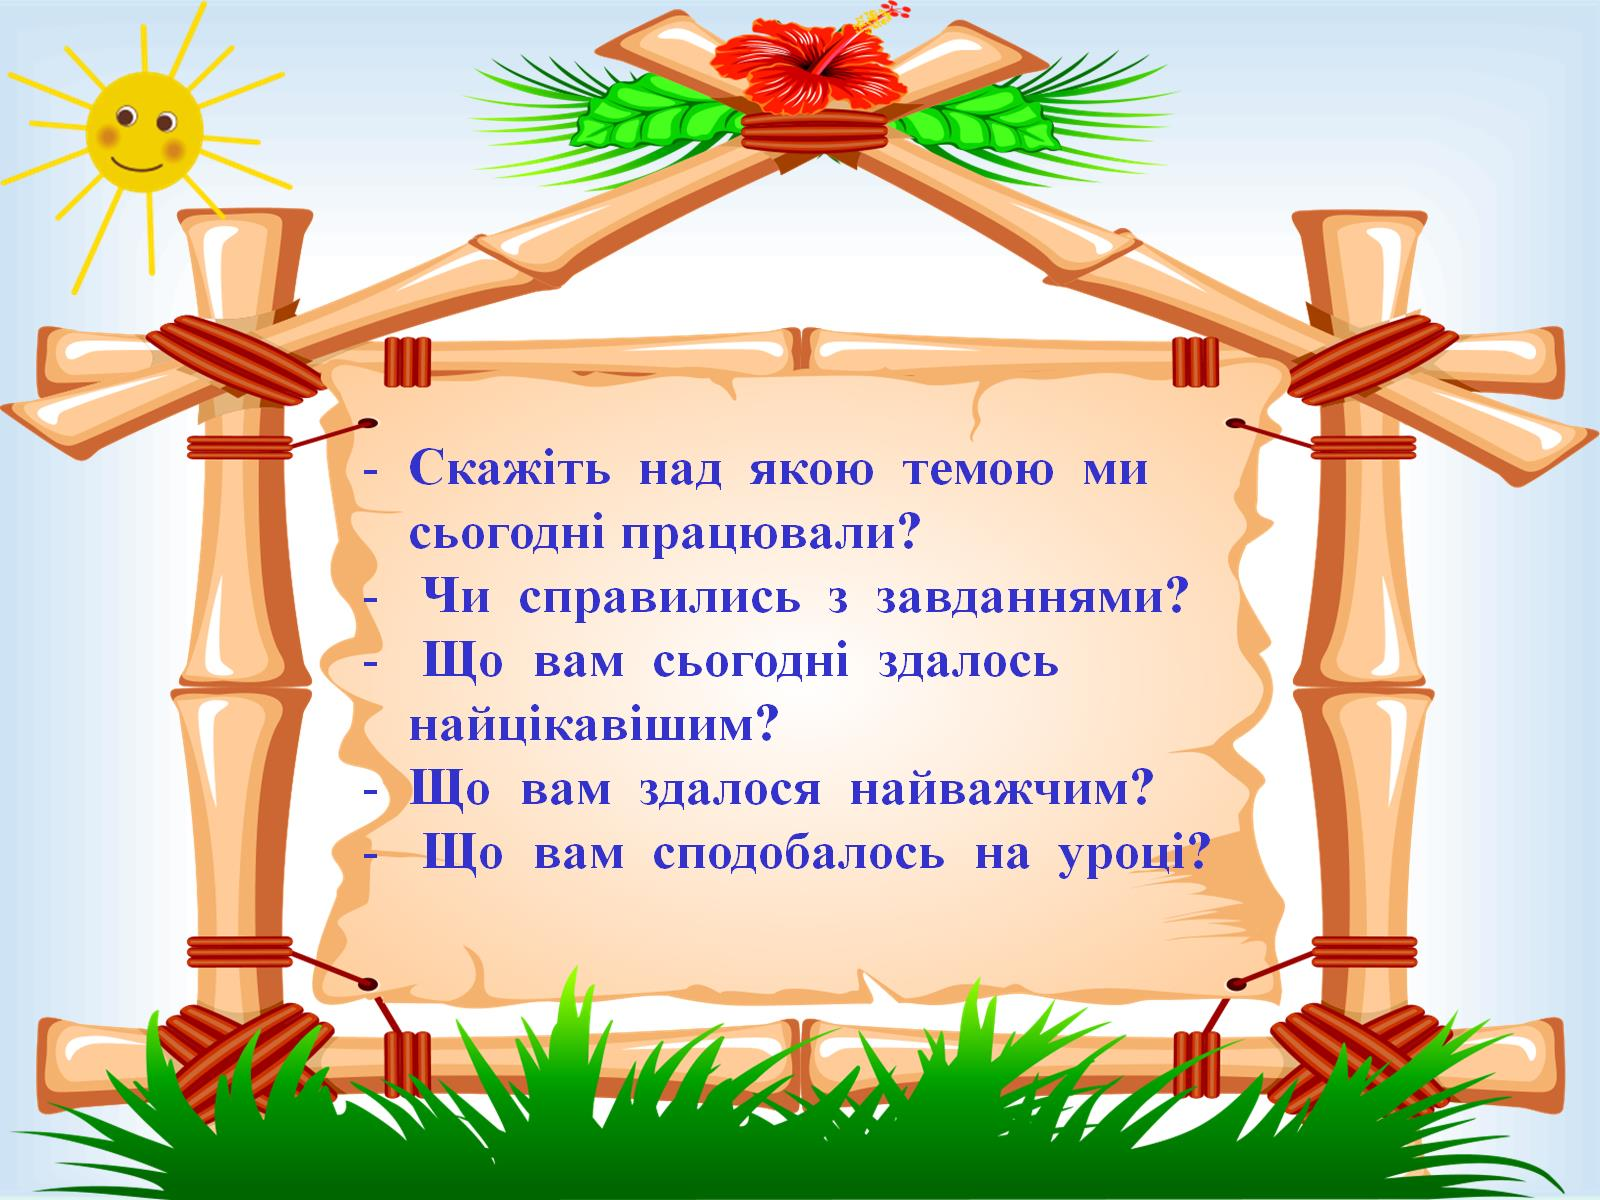 - Скажіть над якою темою ми
сьогодні працювали?
- Чи справились з завданнями?
- Що вам сьогодні здалось
найцікавішим?
- Що вам здалося найважчим?
- Що вам сподобалось на уроці?